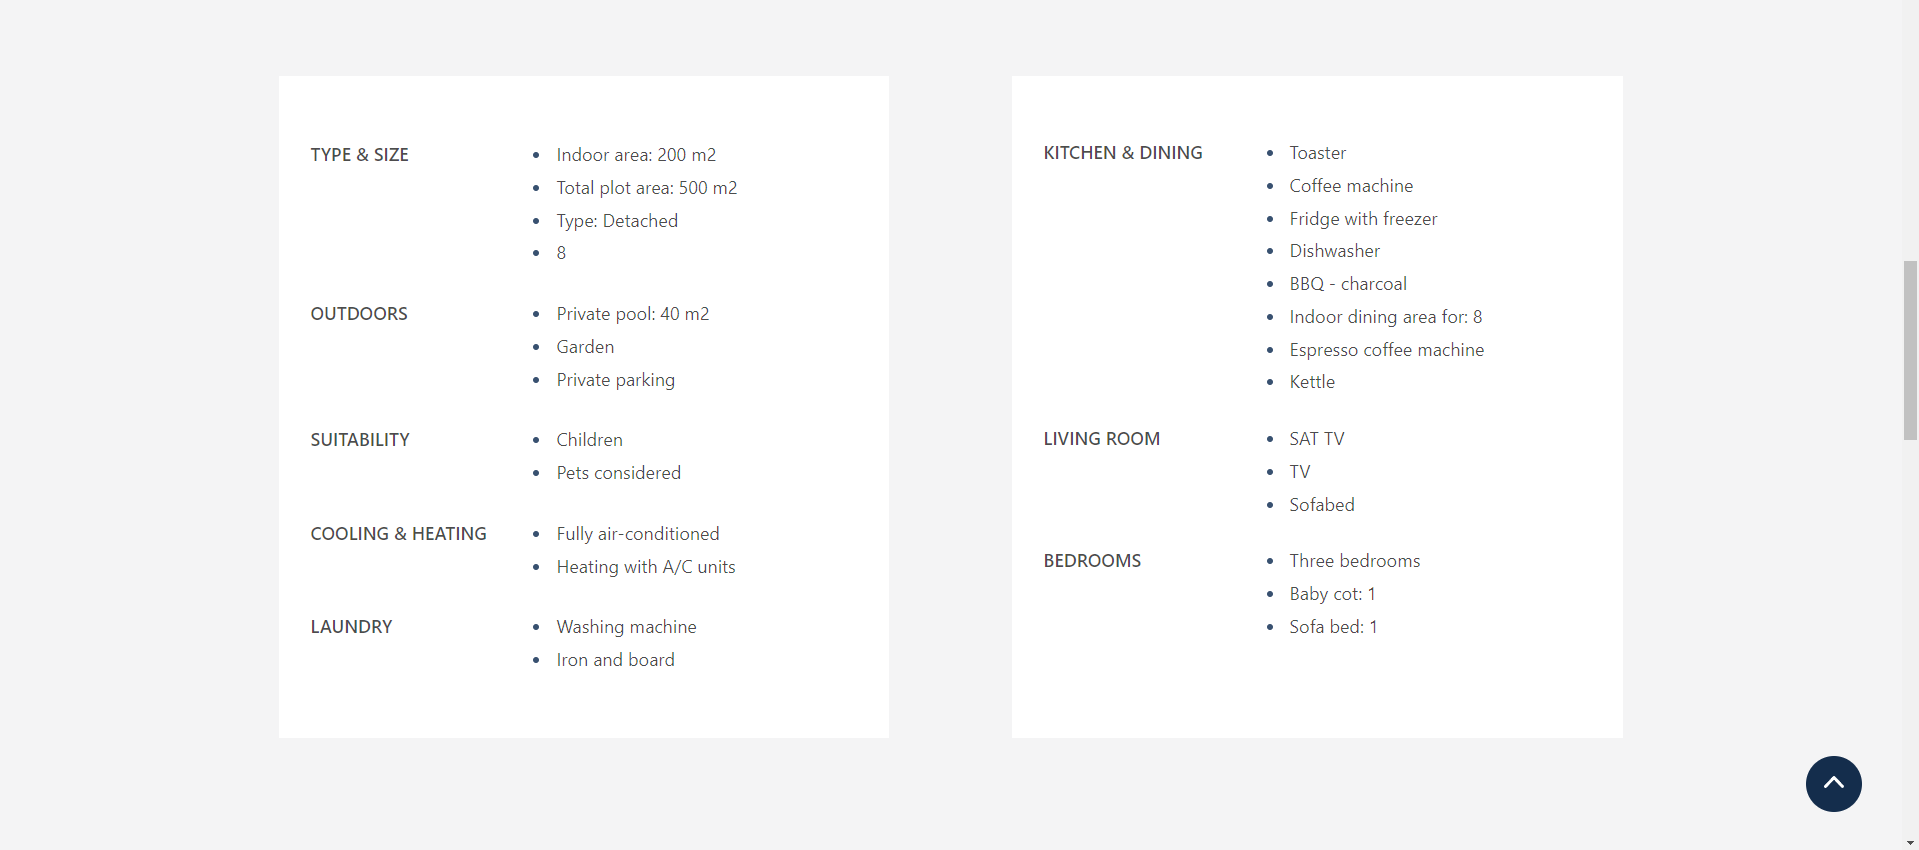 TYPE & SIZE
Indoor area: 200 m2
Total plot area: 500 m2
Type: Detached
8
OUTDOORS
Private pool: 40 m2
Garden
Private parking
SUITABILITY
Children
Pets considered
COOLING & HEATING
Fully air-conditioned
Heating with A/C units
LAUNDRY
Washing machine
Iron and board
KITCHEN & DINING
Toaster
Coffee machine
Fridge with freezer
Dishwasher
BBQ - charcoal
Indoor dining area for: 8
Espresso coffee machine
Kettle
LIVING ROOM
SAT TV
TV
Sofabed
BEDROOMS
Three bedrooms
Baby cot: 1
Sofa bed: 1